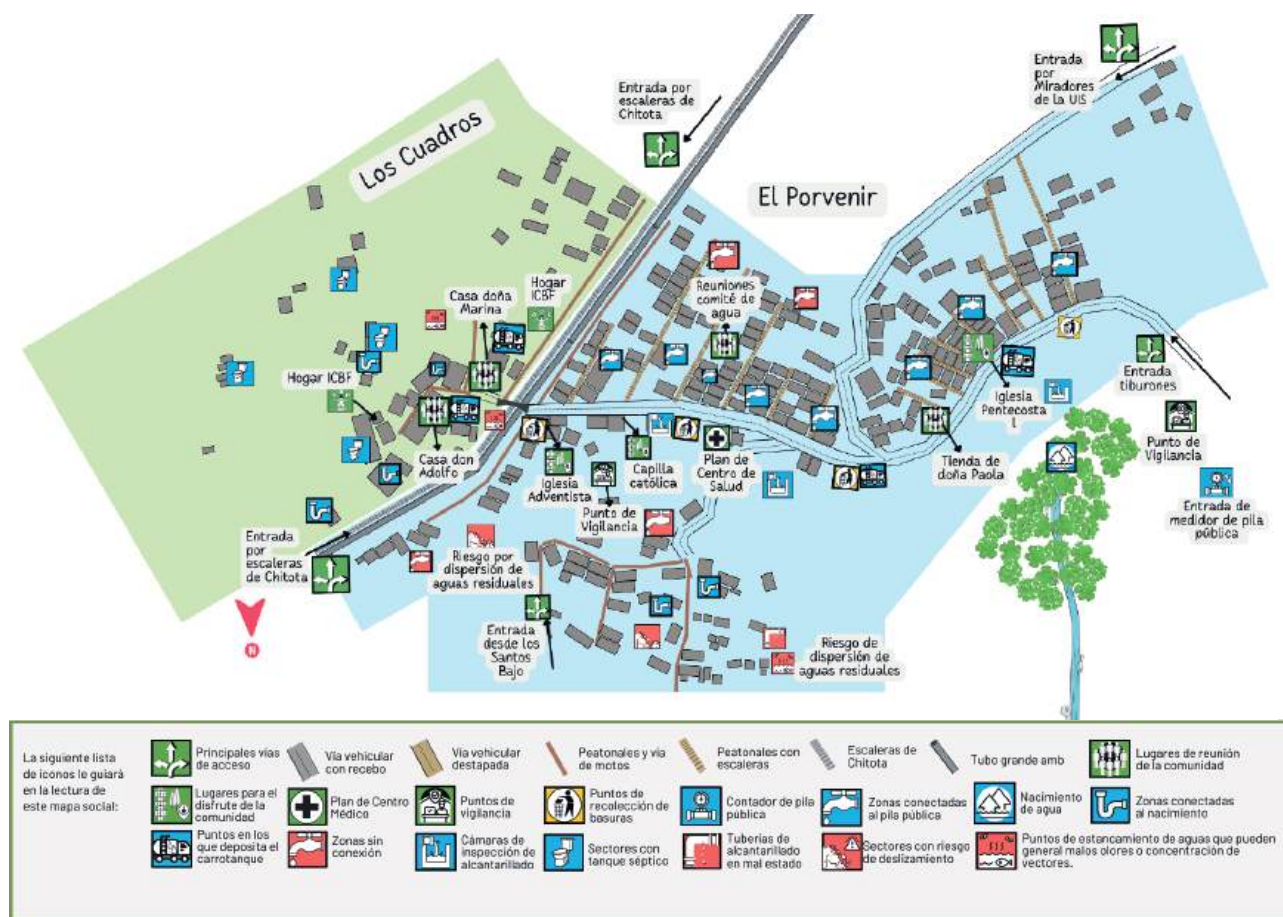 Entrada
por
Miradores
de la UIS
Entrada por
escaleras de
Chitota
Los Cuadros
El Porvenir
Casa doña
Marina
Hogar
ICBF
Reuniones
comité de
agua
Hogar ICBF
Entrada
tiburones
Iglesia
Pentecosta
l
Punto de
Vigilancia
Casa don
Adolfo
Iglesia
Adventista
Capilla
católica
Plan de
Centro de
Salud
Tienda de
doña Paola
Punto de
Vigilancia
Entrada de
medidor de pila
pública
Entrada
por
escaleras
de Chitota
Riesgo por
dispersión de
aguas residuales
N
Entrada
desde los
Santos
Bajo
Riesgo de
dispersión de
aguas residuales
La siguiente lista
de iconos le guiará
en la lectura de
este mapa social:
Principales vías
de acceso
Vía vehicular
con recebo
Vía vehicular
destapada
Peatonales y vía
de motos
Peatonales con
escaleras
Escaleras de
Chitota
Tubo grande amb
Lugares de reunión
de la comunidad
Lugares para el
disfrute de la
comunidad
Plan de Centro
Médico
Puntos de
vigilancia
Puntos de
recolección de
basuras
Contador de pila
pública
Zonas conectadas
al pila pública
Nacimiento
de agua
Zonas conectadas
al nacimiento
Puntos en los
que deposita el
carrotanque
Zonas sin
conexión
Cámaras de
inspección de
alcantarillado
Sectores con
tanque séptico
Tuberías de
alcantarillado
en mal estado
Sectores con riesgo
de deslizamiento
Puntos de estancamiento de aguas que pueden
general malos olores o concentración de
vectores.